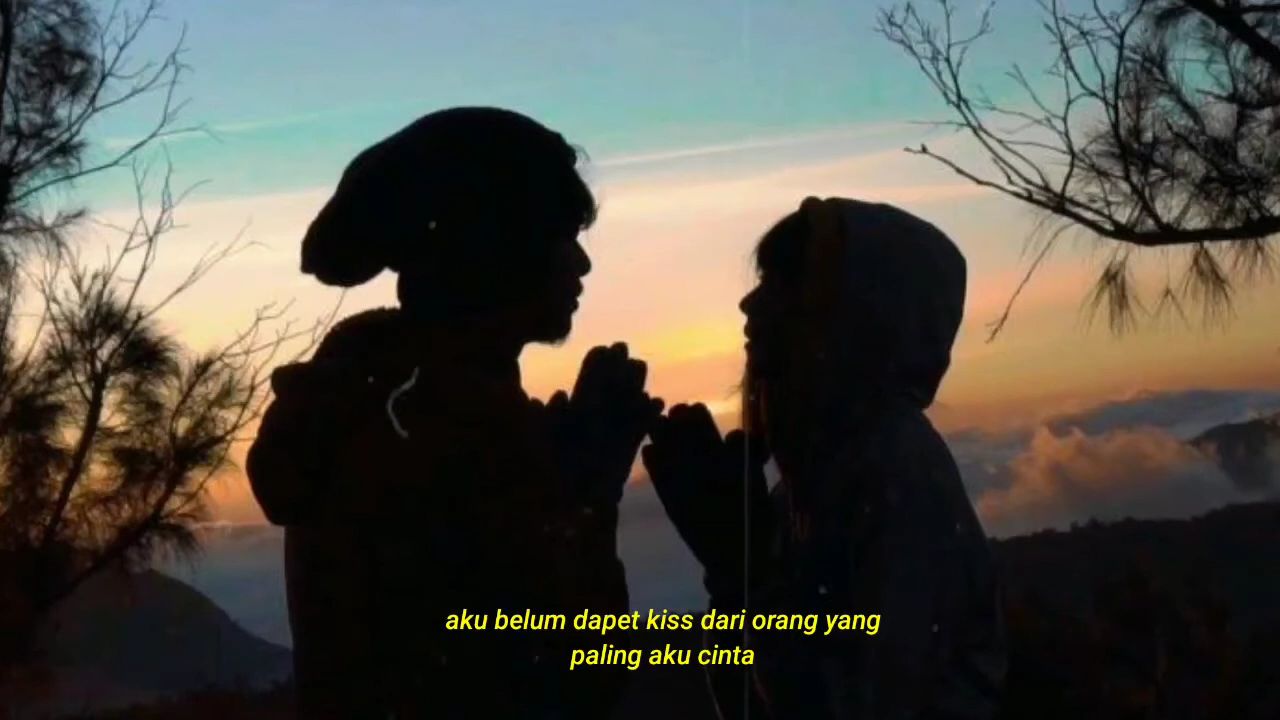 aku belum dapet kiss dari orang yang
paling aku cinta